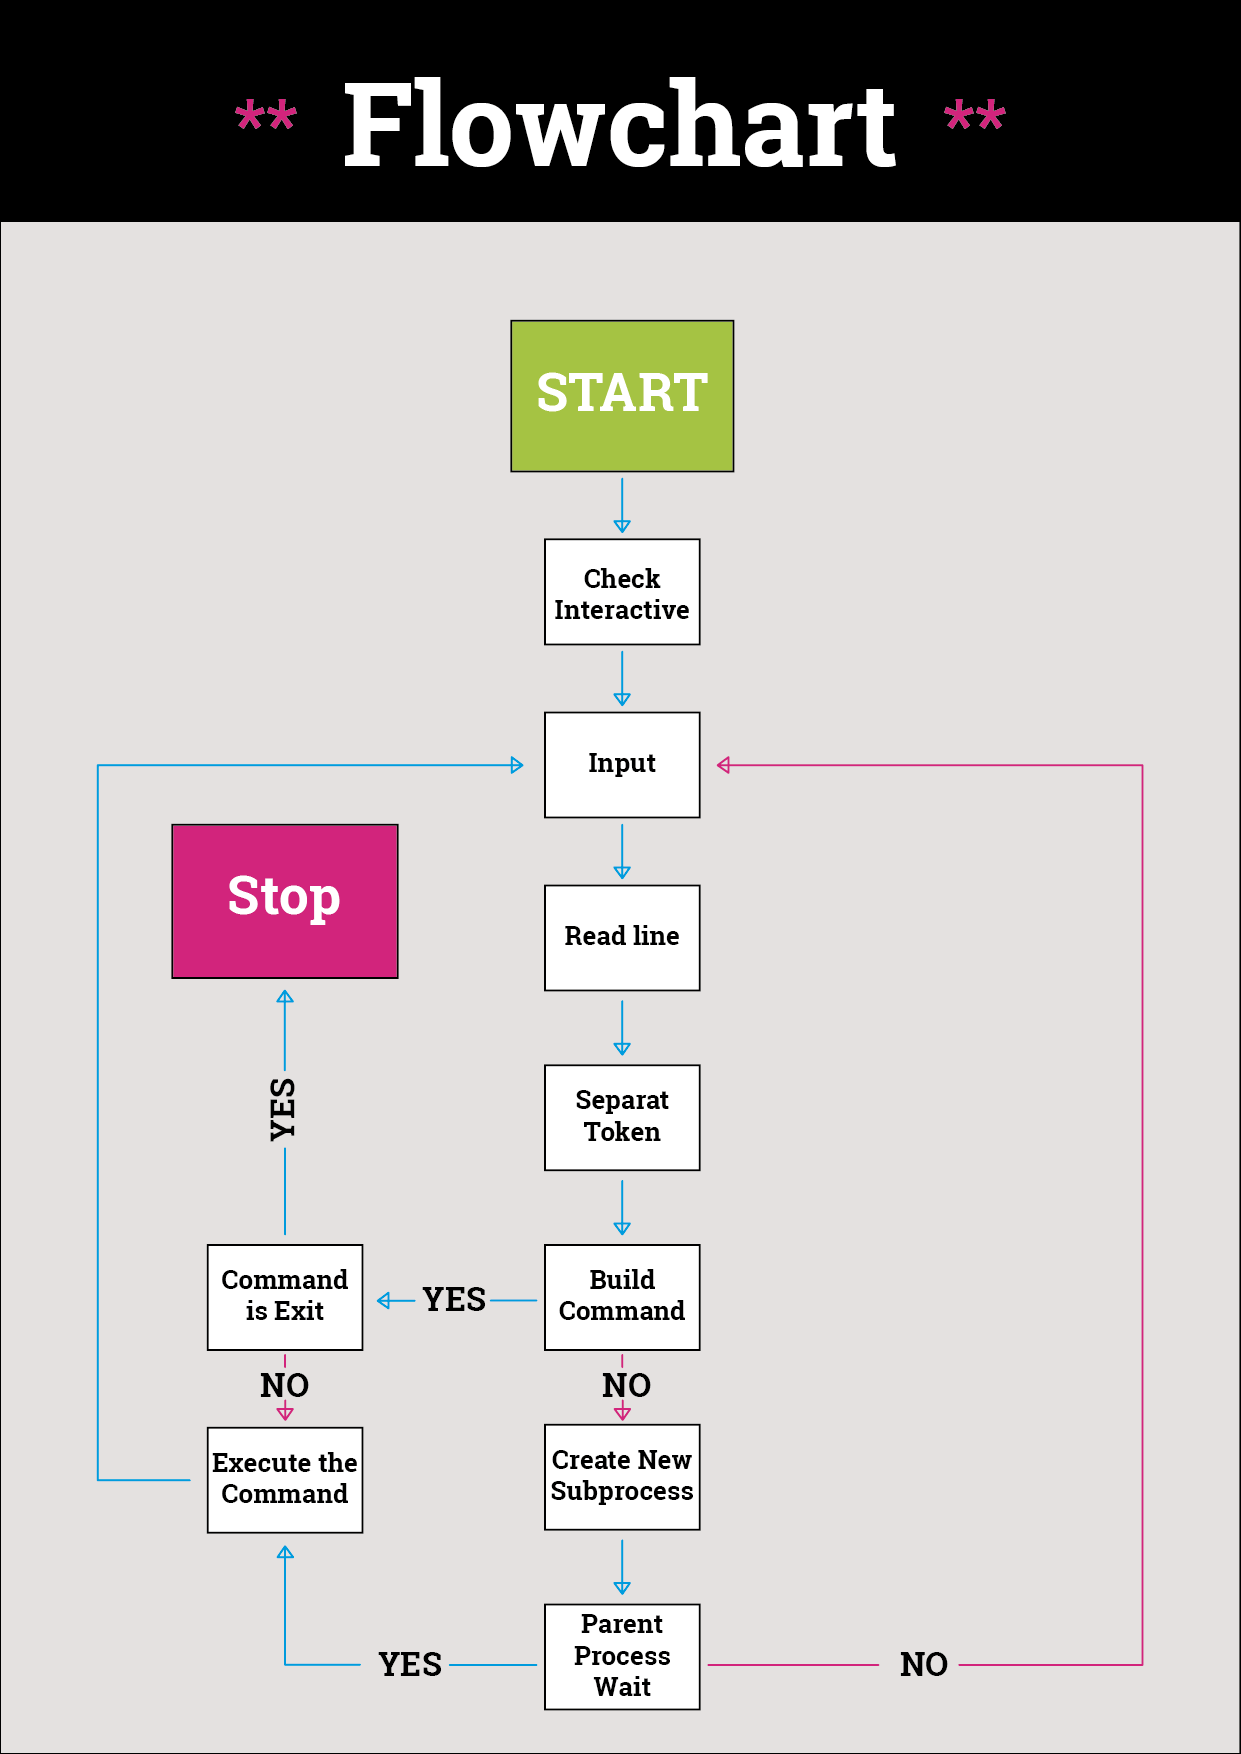 ** Flowchart **
START
Check
Interactive
Input
Read line
Stop
Separat
Token
YES
Build
Command
YES
Command
is Exit
NO
NO
Create New
Subprocess
Execute the
Command
Parent
Process
Wait
YES
NO